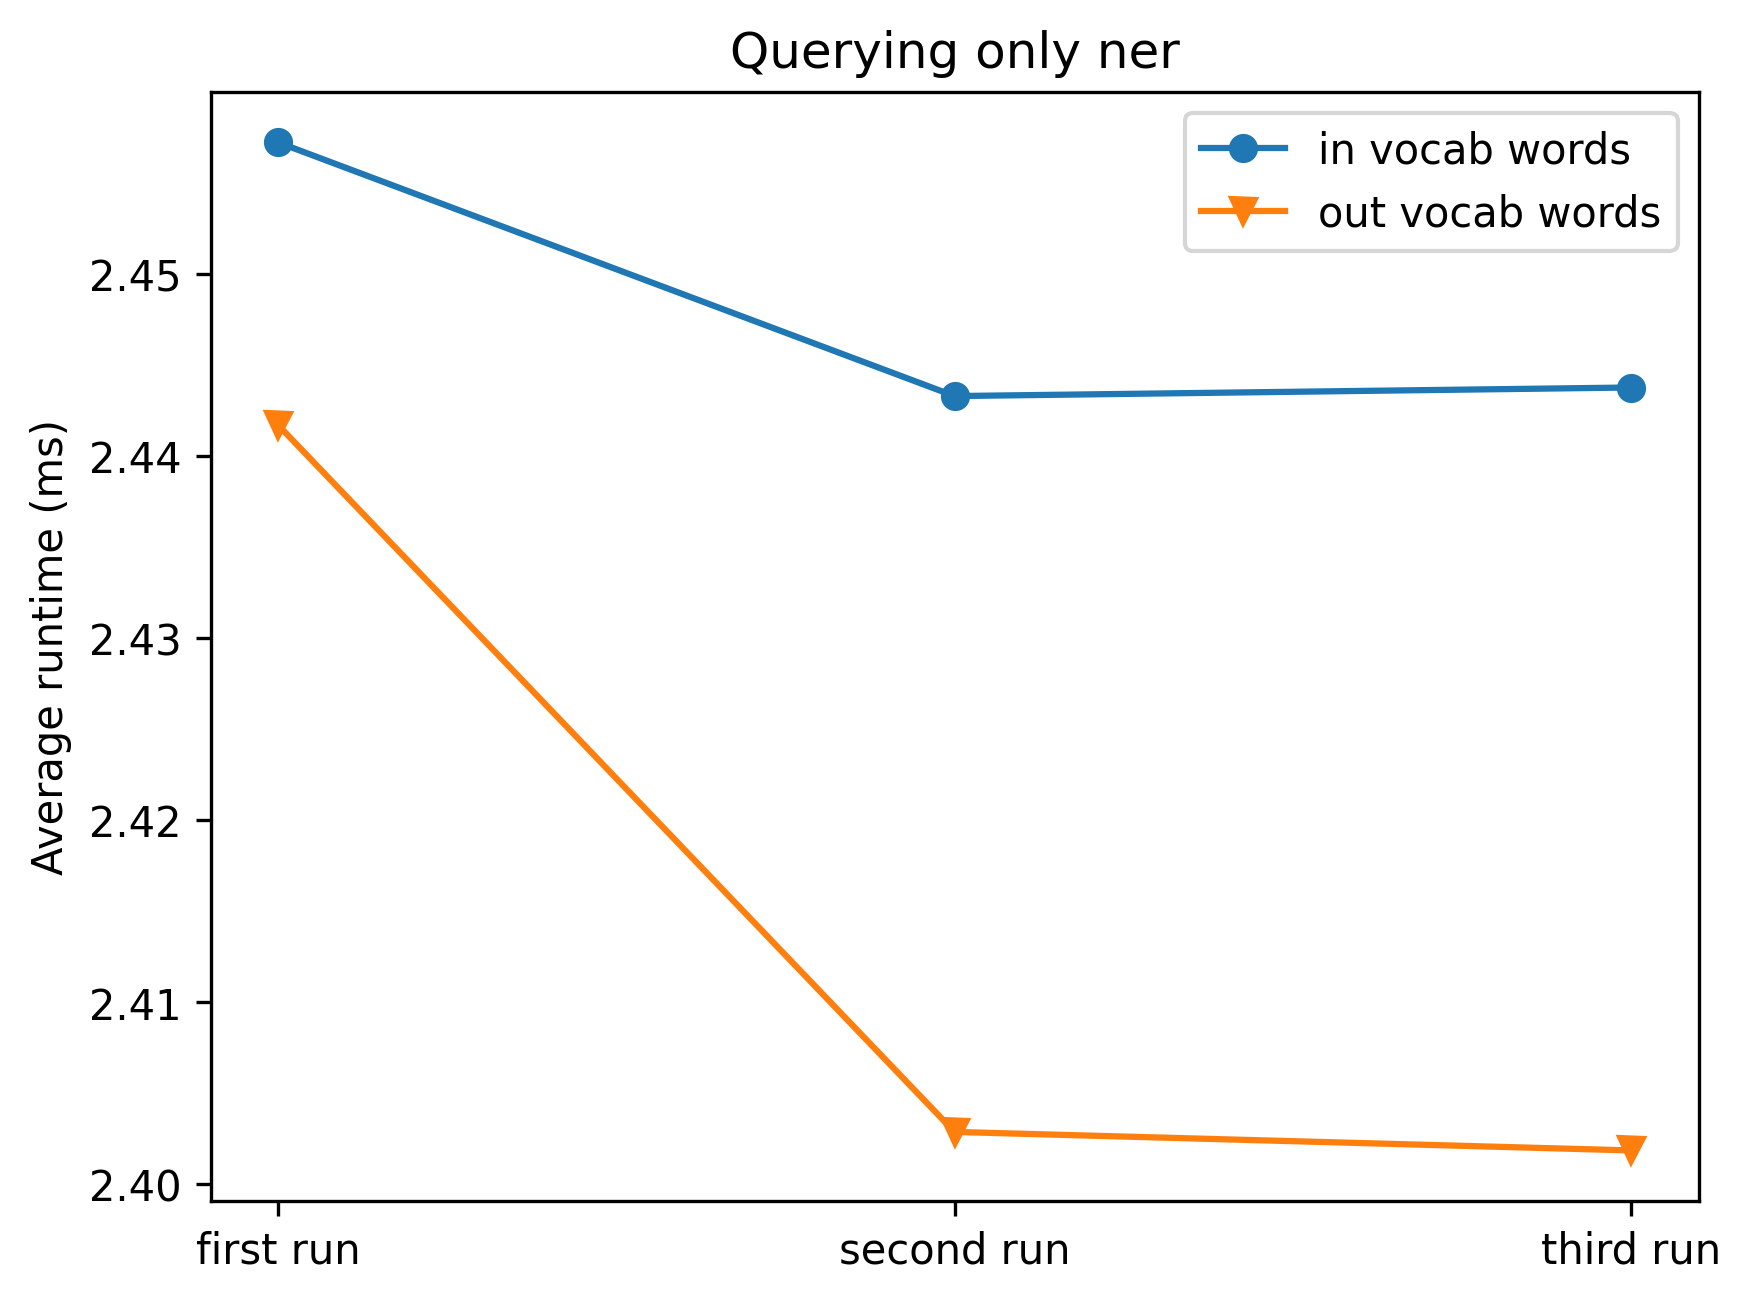 Querying only ner
in vocab words
out vocab words
Average runtime (ms)
2.45
2.44
2.43
2.42
2.41
2.40
first run
second run
third run